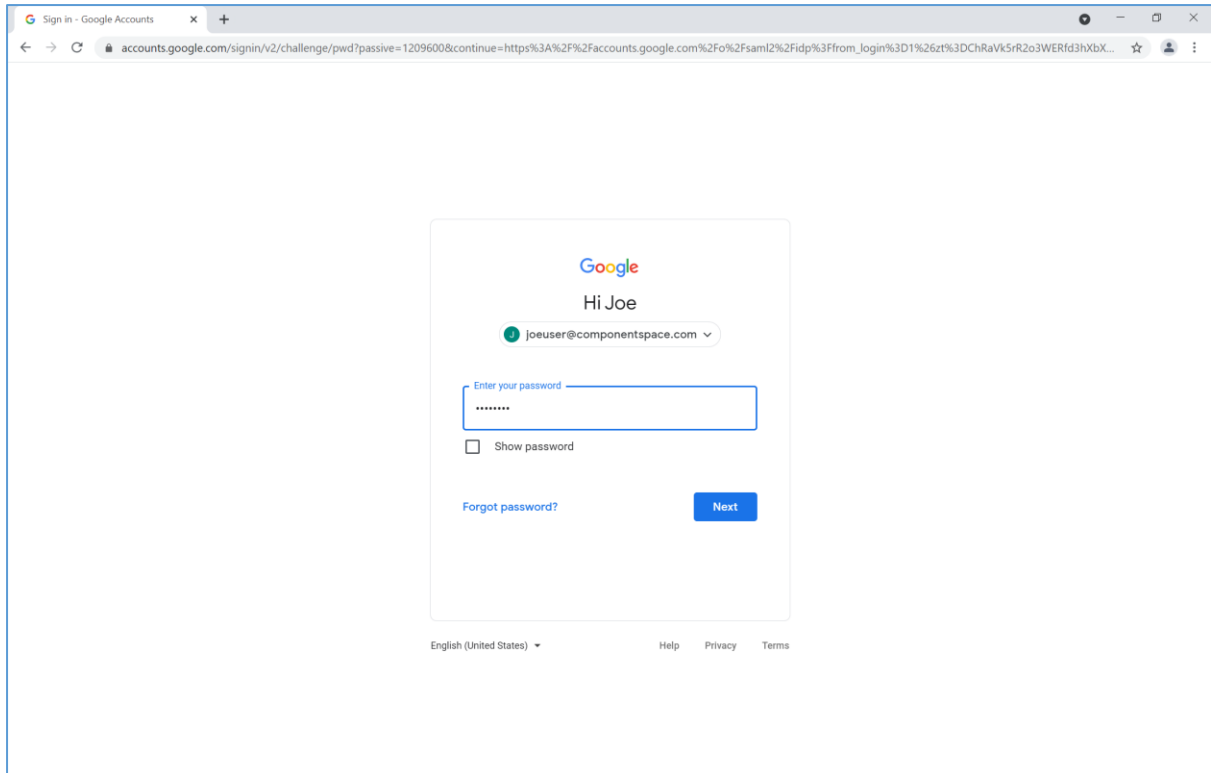 Sign in - Google Accounts
accounts.google.com/signin/v2/challenge/pwd?passive=1209600&continue=https%3A%2F%2Faccounts.google.com%2Fo%2Fsaml2%2Fidp%3Ffrom_login%3D1%26zt%3DChRaVk5rR2o3WERfd3hXbX...
Google
Hi Joe
J joeuser@componentspace.com
Enter your password
••••••••
Show password
Forgot password? Next
English (United States) Help Privacy Terms